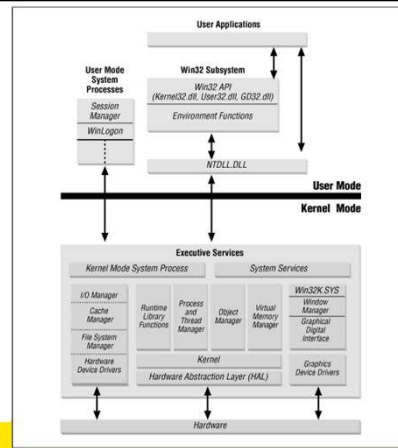 User Applications
User Mode
System
Processes
Session
Manager
WinLogon
Win32 Subsystem
Win32 API
(Kernel32.dll, User32.dll, GD32.dll)
Environment Functions
NTDLL.DLL
User Mode
Kernel Mode
Executive Services
Kernel Mode System Process
System Services
I/O Manager
Cache
Manager
File System
Manager
Hardware
Device Drivers
Runtime
Library
Functions
Process
and
Thread
Manager
Object
Manager
Virtual
Memory
Manager
Win32K.SYS
Window
Manager
Graphical
Digital
Interface
Kernel
Hardware Abstraction Layer (HAL)
Graphics
Device Drivers
Hardware